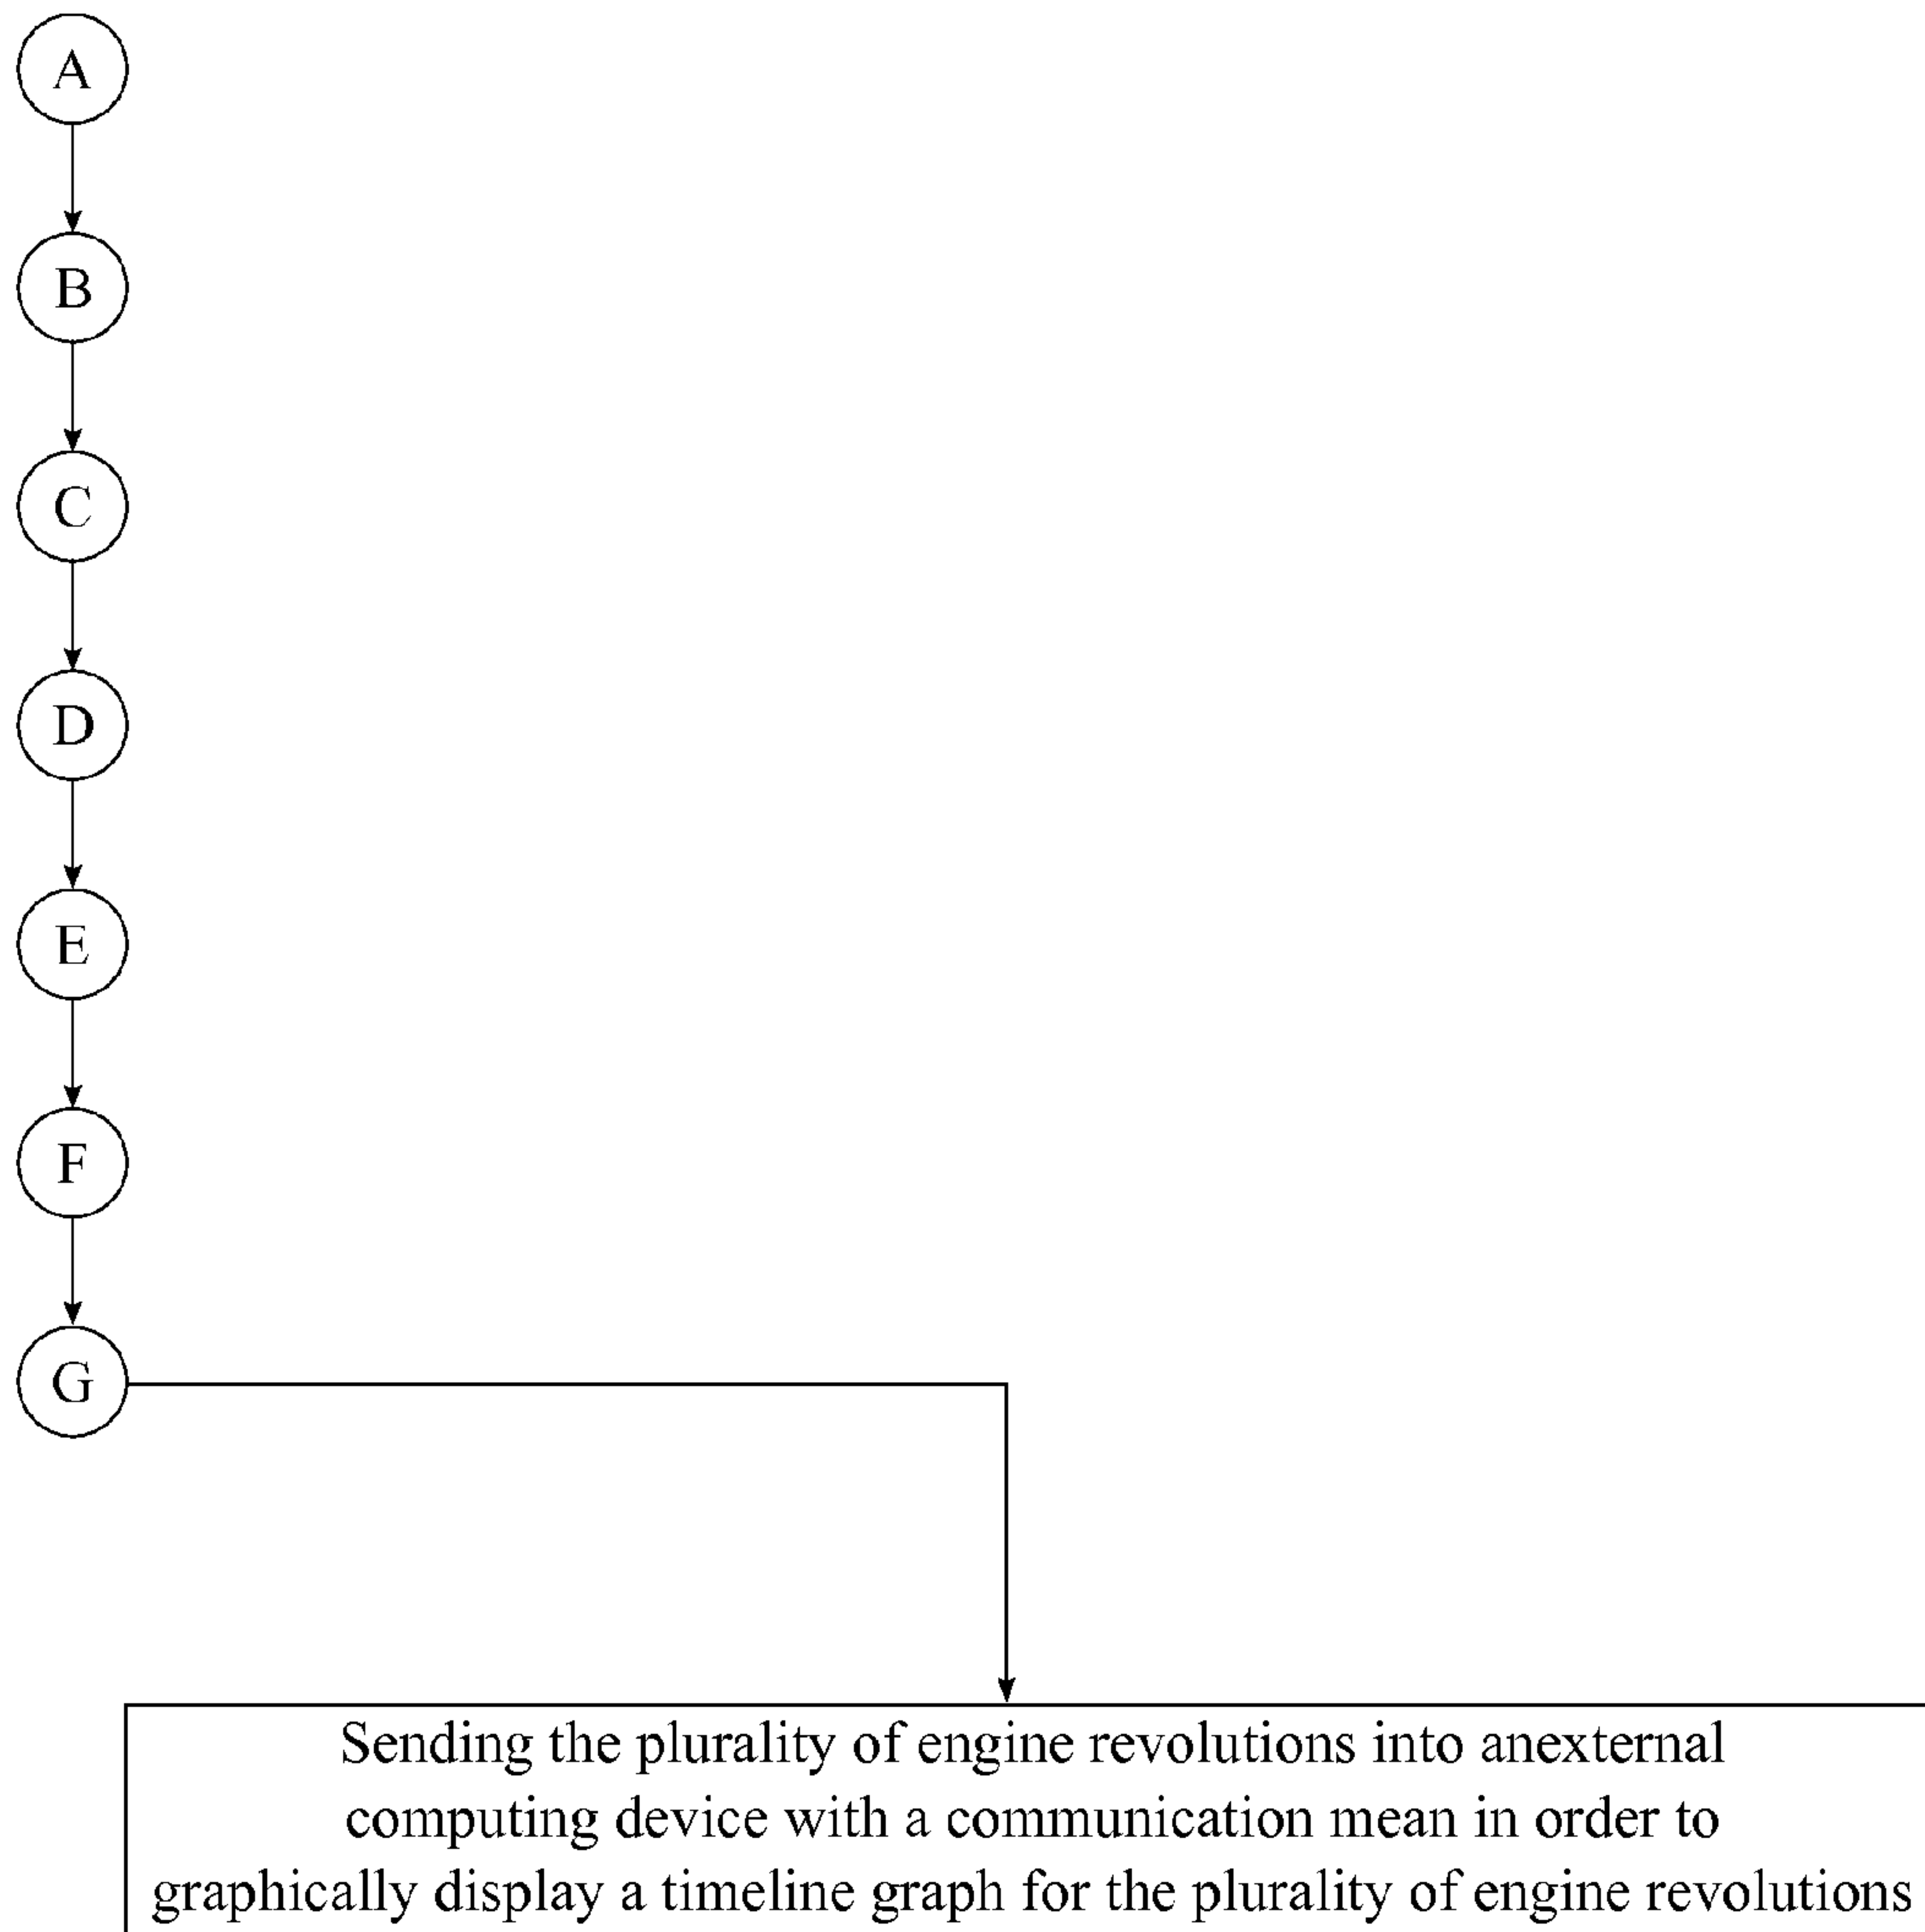 A
B
C
D
E
F
G
Sending the plurality of engine revolutions into anexternal
computing device with a communication mean in order to
graphically display a timeline graph for the plurality of engine revolutions